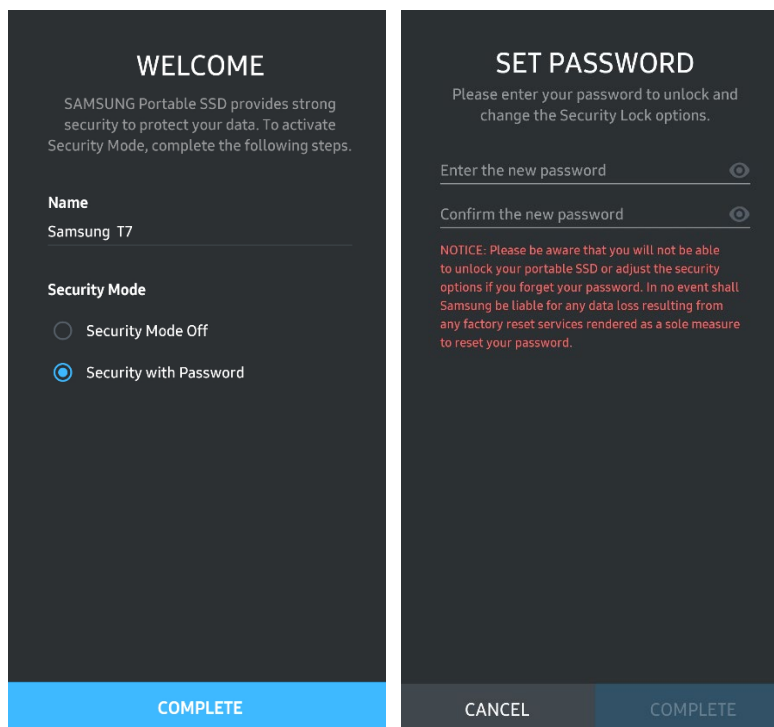 WELCOME
SAMSUNG Portable SSD provides strong
security to protect your data. To activate
Security Mode, complete the following steps.
Name
Samsung T7
Security Mode
Security Mode Off
Security with Password
COMPLETE
SET PASSWORD
Please enter your password to unlock and
change the Security Lock options.
Enter the new password
Confirm the new password
NOTICE: Please be aware that you will not be able
to unlock your portable SSD or adjust the security
options if you forget your password. In no event shall
Samsung be liable for any data loss resulting from
any factory reset services rendered as a sole measure
to reset your password.
CANCEL
COMPLETE